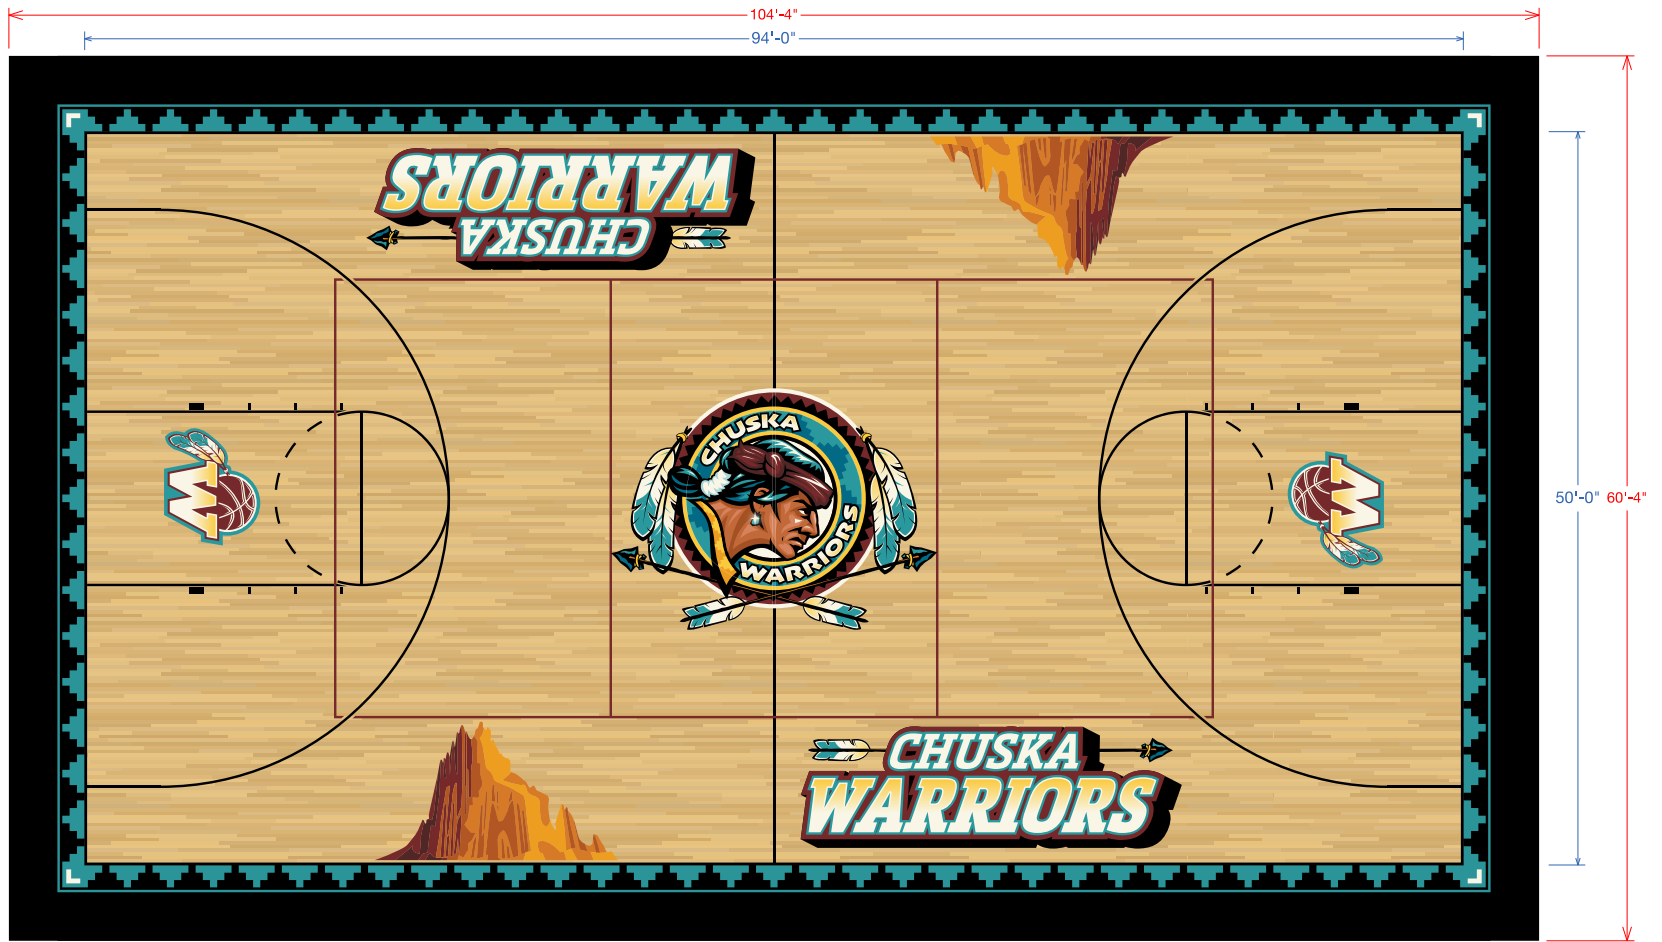 104'-4"
94'-0"
WARRIORS
CHUSKA
CHUSKA
WARRIORS
W
W
50'-0" 60'-4"
CHUSKA
WARRIORS